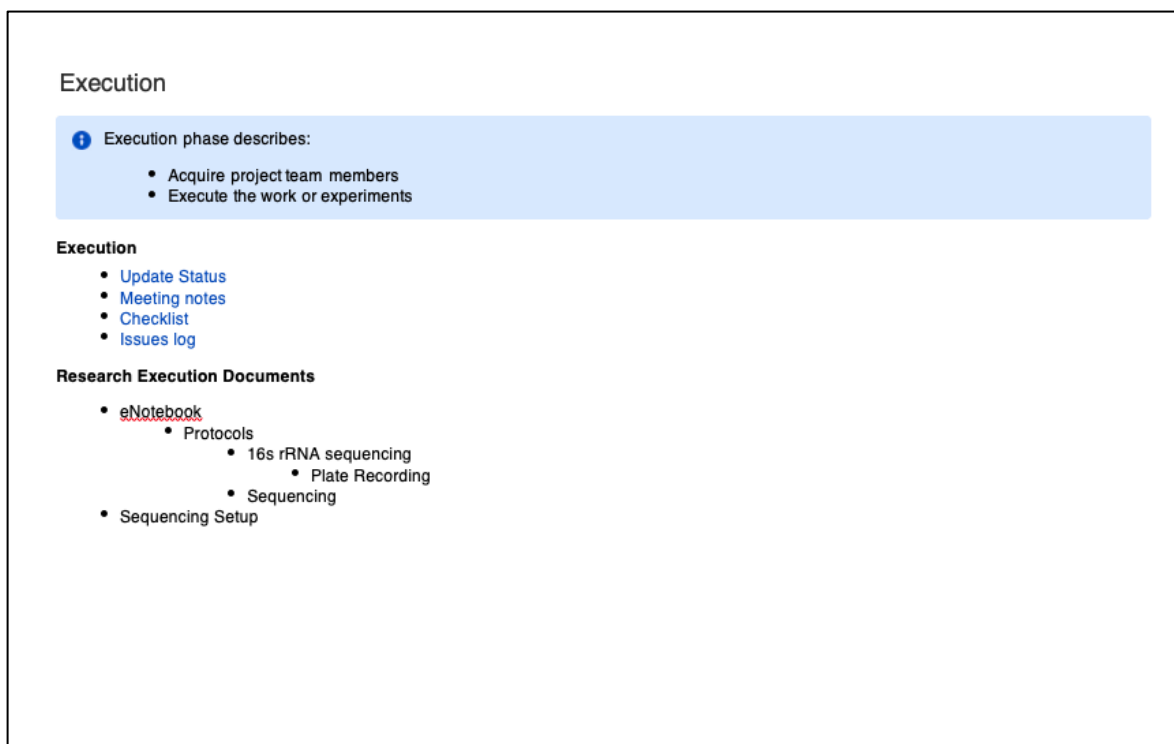 Execution
Execution phase describes:
• Acquire project team members
• Execute the work or experiments
Execution
• Update Status
• Meeting notes
• Checklist
• Issues log
Research Execution Documents
• eNotebook
• Protocols
• 16s rRNA sequencing
• Plate Recording
• Sequencing
• Sequencing Setup